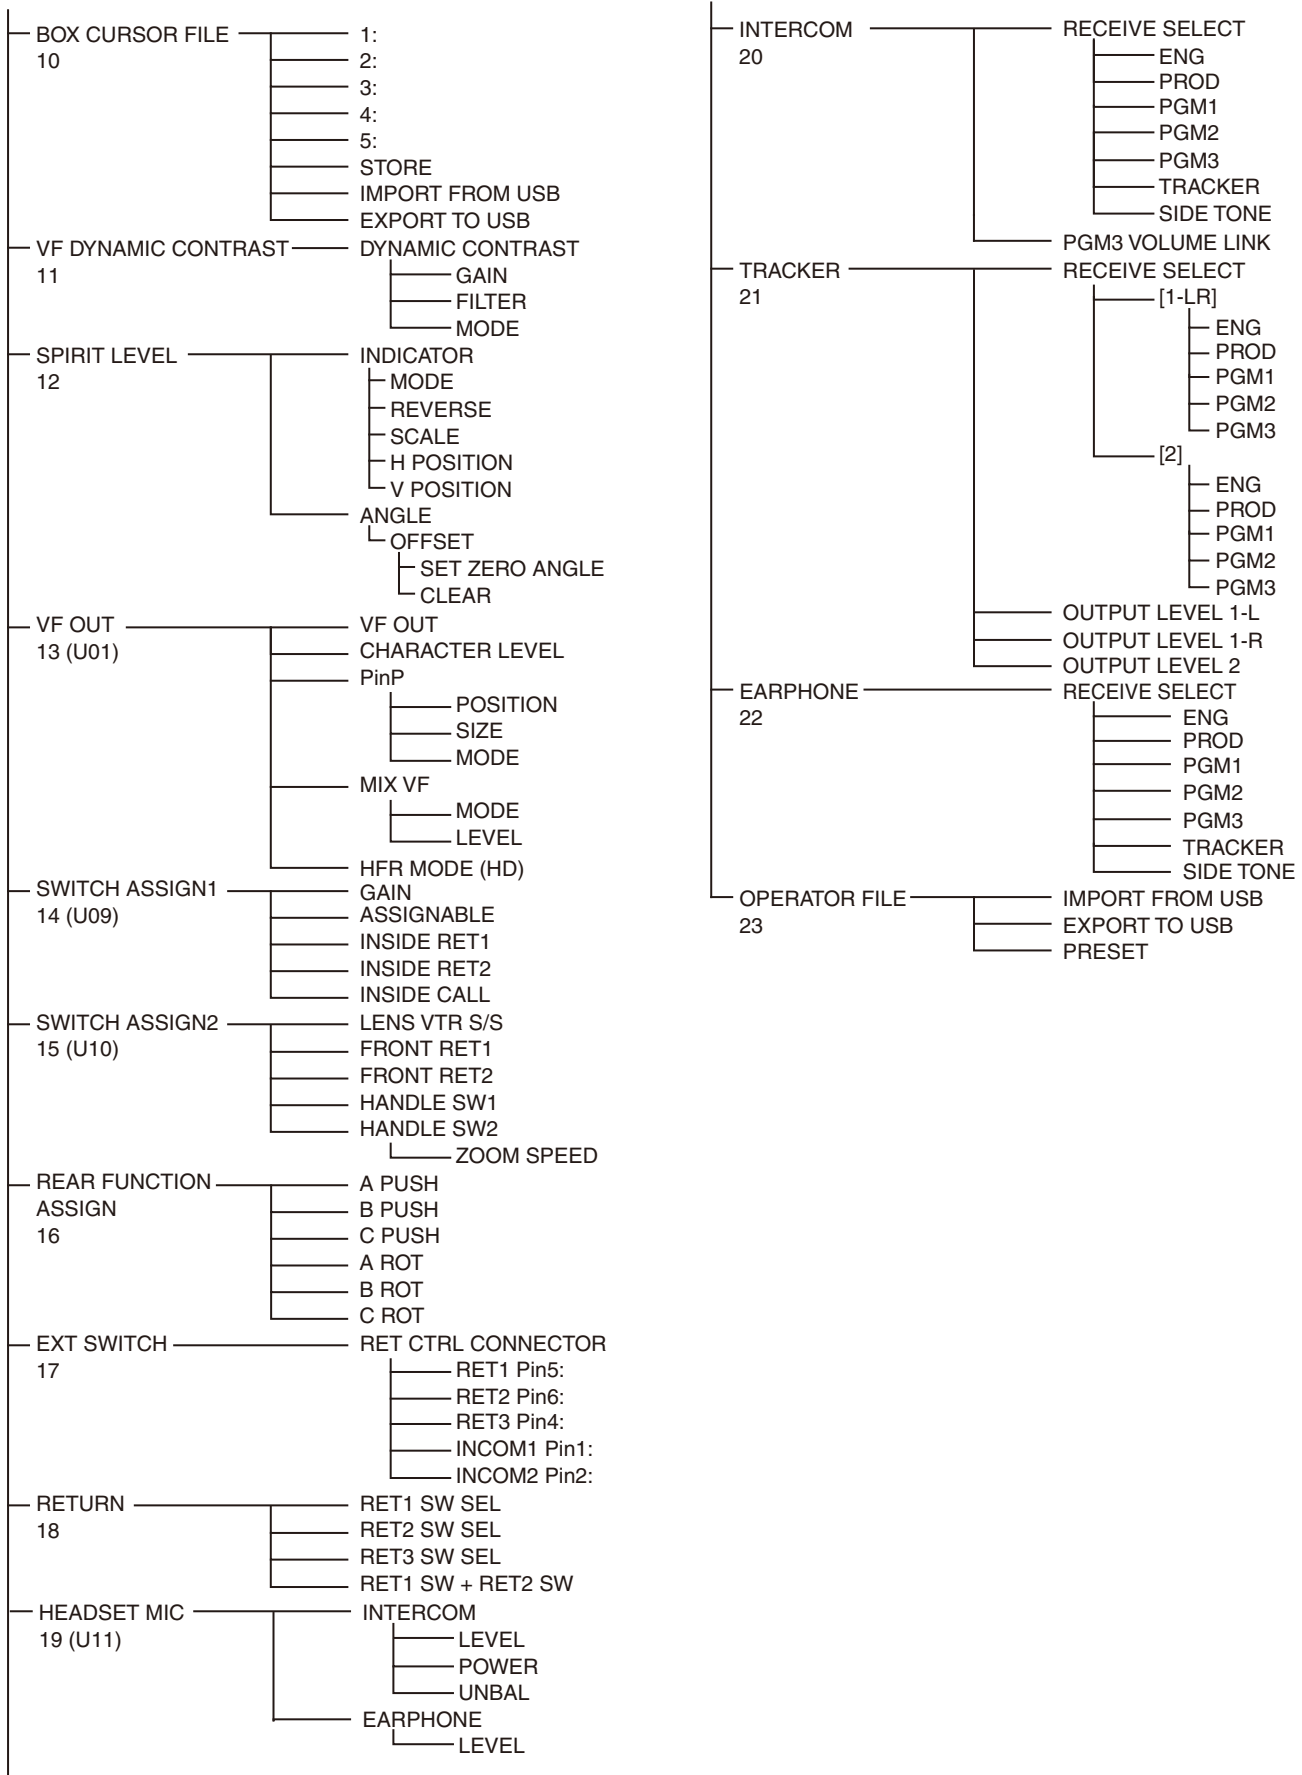 BOX CURSOR FILE
10
1:
2:
3:
4:
5:
STORE
IMPORT FROM USB
EXPORT TO USB
VF DYNAMIC CONTRAST
11
DYNAMIC CONTRAST
GAIN
FILTER
MODE
SPIRIT LEVEL
12
INDICATOR
MODE
REVERSE
SCALE
H POSITION
V POSITION
ANGLE
OFFSET
SET ZERO ANGLE
CLEAR
VF OUT
13 (U01)
VF OUT
CHARACTER LEVEL
PinP
POSITION
SIZE
MODE
MIX VF
MODE
LEVEL
HFR MODE (HD)
SWITCH ASSIGN1
14 (U09)
GAIN
ASSIGNABLE
INSIDE RET1
INSIDE RET2
INSIDE CALL
SWITCH ASSIGN2
15 (U10)
LENS VTR S/S
FRONT RET1
FRONT RET2
HANDLE SW1
HANDLE SW2
ZOOM SPEED
REAR FUNCTION
ASSIGN
16
A PUSH
B PUSH
C PUSH
A ROT
B ROT
C ROT
EXT SWITCH
17
RET CTRL CONNECTOR
RET1 Pin5:
RET2 Pin6:
RET3 Pin4:
INCOM1 Pin1:
INCOM2 Pin2:
RETURN
18
RET1 SW SEL
RET2 SW SEL
RET3 SW SEL
RET1 SW + RET2 SW
HEADSET MIC
19 (U11)
INTERCOM
LEVEL
POWER
UNBAL
EARPHONE
LEVEL
INTERCOM
20
RECEIVE SELECT
ENG
PROD
PGM1
PGM2
PGM3
TRACKER
SIDE TONE
PGM3 VOLUME LINK
TRACKER
21
RECEIVE SELECT
[1-LR]
ENG
PROD
PGM1
PGM2
PGM3
[2]
ENG
PROD
PGM1
PGM2
PGM3
OUTPUT LEVEL 1-L
OUTPUT LEVEL 1-R
OUTPUT LEVEL 2
EARPHONE
22
RECEIVE SELECT
ENG
PROD
PGM1
PGM2
PGM3
TRACKER
SIDE TONE
OPERATOR FILE
23
IMPORT FROM USB
EXPORT TO USB
PRESET